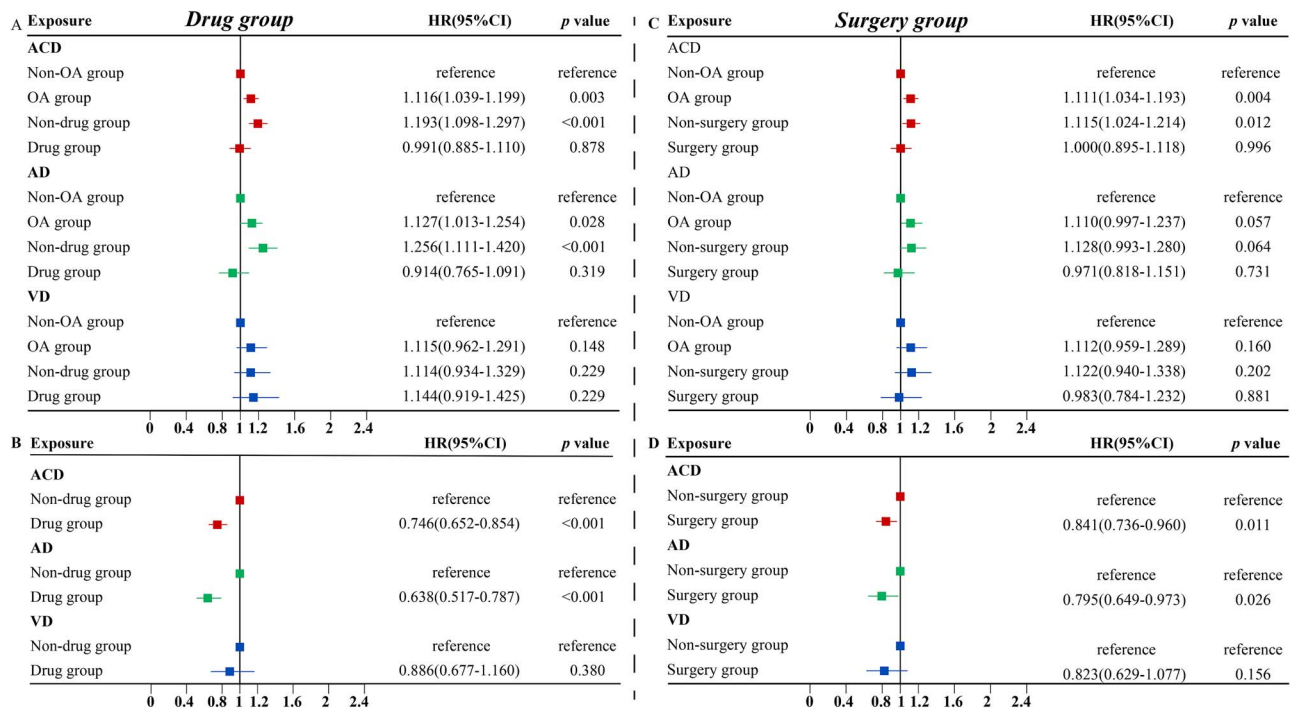 A Exposure Drug group HR(95%CI) p value
ACD
Non-OA group reference reference
OA group 1.116(1.039-1.199) 0.003
Non-drug group 1.193(1.098-1.297) <0.001
Drug group 0.991(0.885-1.110) 0.878
AD
Non-OA group reference reference
OA group 1.127(1.013-1.254) 0.028
Non-drug group 1.256(1.111-1.420) <0.001
Drug group 0.914(0.765-1.091) 0.319
VD
Non-OA group reference reference
OA group 1.115(0.962-1.291) 0.148
Non-drug group 1.114(0.934-1.329) 0.229
Drug group 1.144(0.919-1.425) 0.229
0 0.4 0.8 1 1.2 1.6 2 2.4
B Exposure HR(95%CI) p value
ACD
Non-drug group reference reference
Drug group 0.746(0.652-0.854) <0.001
AD
Non-drug group reference reference
Drug group 0.638(0.517-0.787) <0.001
VD
Non-drug group reference reference
Drug group 0.886(0.677-1.160) 0.380
0 0.4 0.8 1 1.2 1.6 2 2.4
C Exposure Surgery group HR(95%CI) p value
ACD
Non-OA group reference reference
OA group 1.111(1.034-1.193) 0.004
Non-surgery group 1.115(1.024-1.214) 0.012
Surgery group 1.000(0.895-1.118) 0.996
AD
Non-OA group reference reference
OA group 1.110(0.997-1.237) 0.057
Non-surgery group 1.128(0.993-1.280) 0.064
Surgery group 0.971(0.818-1.151) 0.731
VD
Non-OA group reference reference
OA group 1.112(0.959-1.289) 0.160
Non-surgery group 1.122(0.940-1.338) 0.202
Surgery group 0.983(0.784-1.232) 0.881
0 0.4 0.8 1 1.2 1.6 2 2.4
D Exposure HR(95%CI) p value
ACD
Non-surgery group reference reference
Surgery group 0.841(0.736-0.960) 0.011
AD
Non-surgery group reference reference
Surgery group 0.795(0.649-0.973) 0.026
VD
Non-surgery group reference reference
Surgery group 0.823(0.629-1.077) 0.156
0 0.4 0.8 1 1.2 1.6 2 2.4